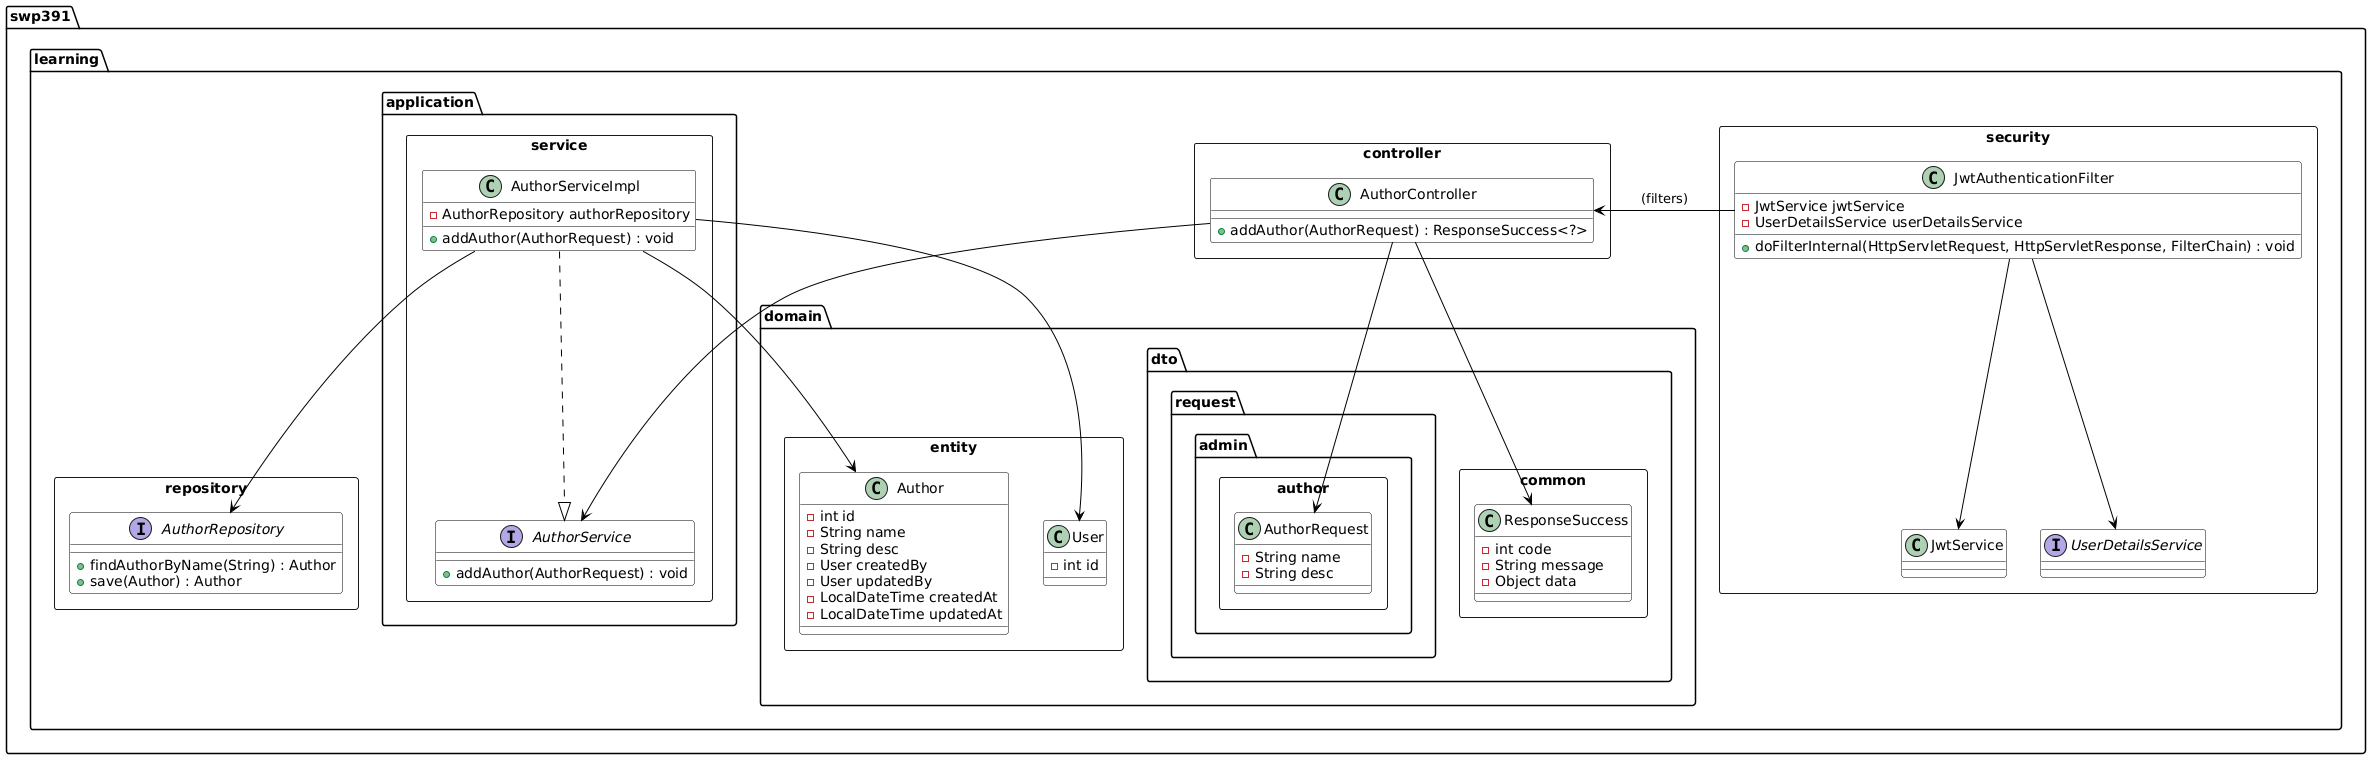 swp391
learning
application
service
C AuthorServiceImpl
AuthorRepository authorRepository
addAuthor(AuthorRequest) : void
I AuthorService
addAuthor(AuthorRequest) : void
repository
I AuthorRepository
findAuthorByName(String) : Author
save(Author) : Author
controller
C AuthorController
addAuthor(AuthorRequest) : ResponseSuccess<?>
(filters)
security
C JwtAuthenticationFilter
JwtService jwtService
UserDetailsService userDetailsService
doFilterInternal(HttpServletRequest, HttpServletResponse, FilterChain) : void
C JwtService
I UserDetailsService
domain
entity
C Author
int id
String name
String desc
User createdBy
User updatedBy
LocalDateTime createdAt
LocalDateTime updatedAt
C User
int id
dto
request
admin
author
C AuthorRequest
String name
String desc
common
C ResponseSuccess
int code
String message
Object data